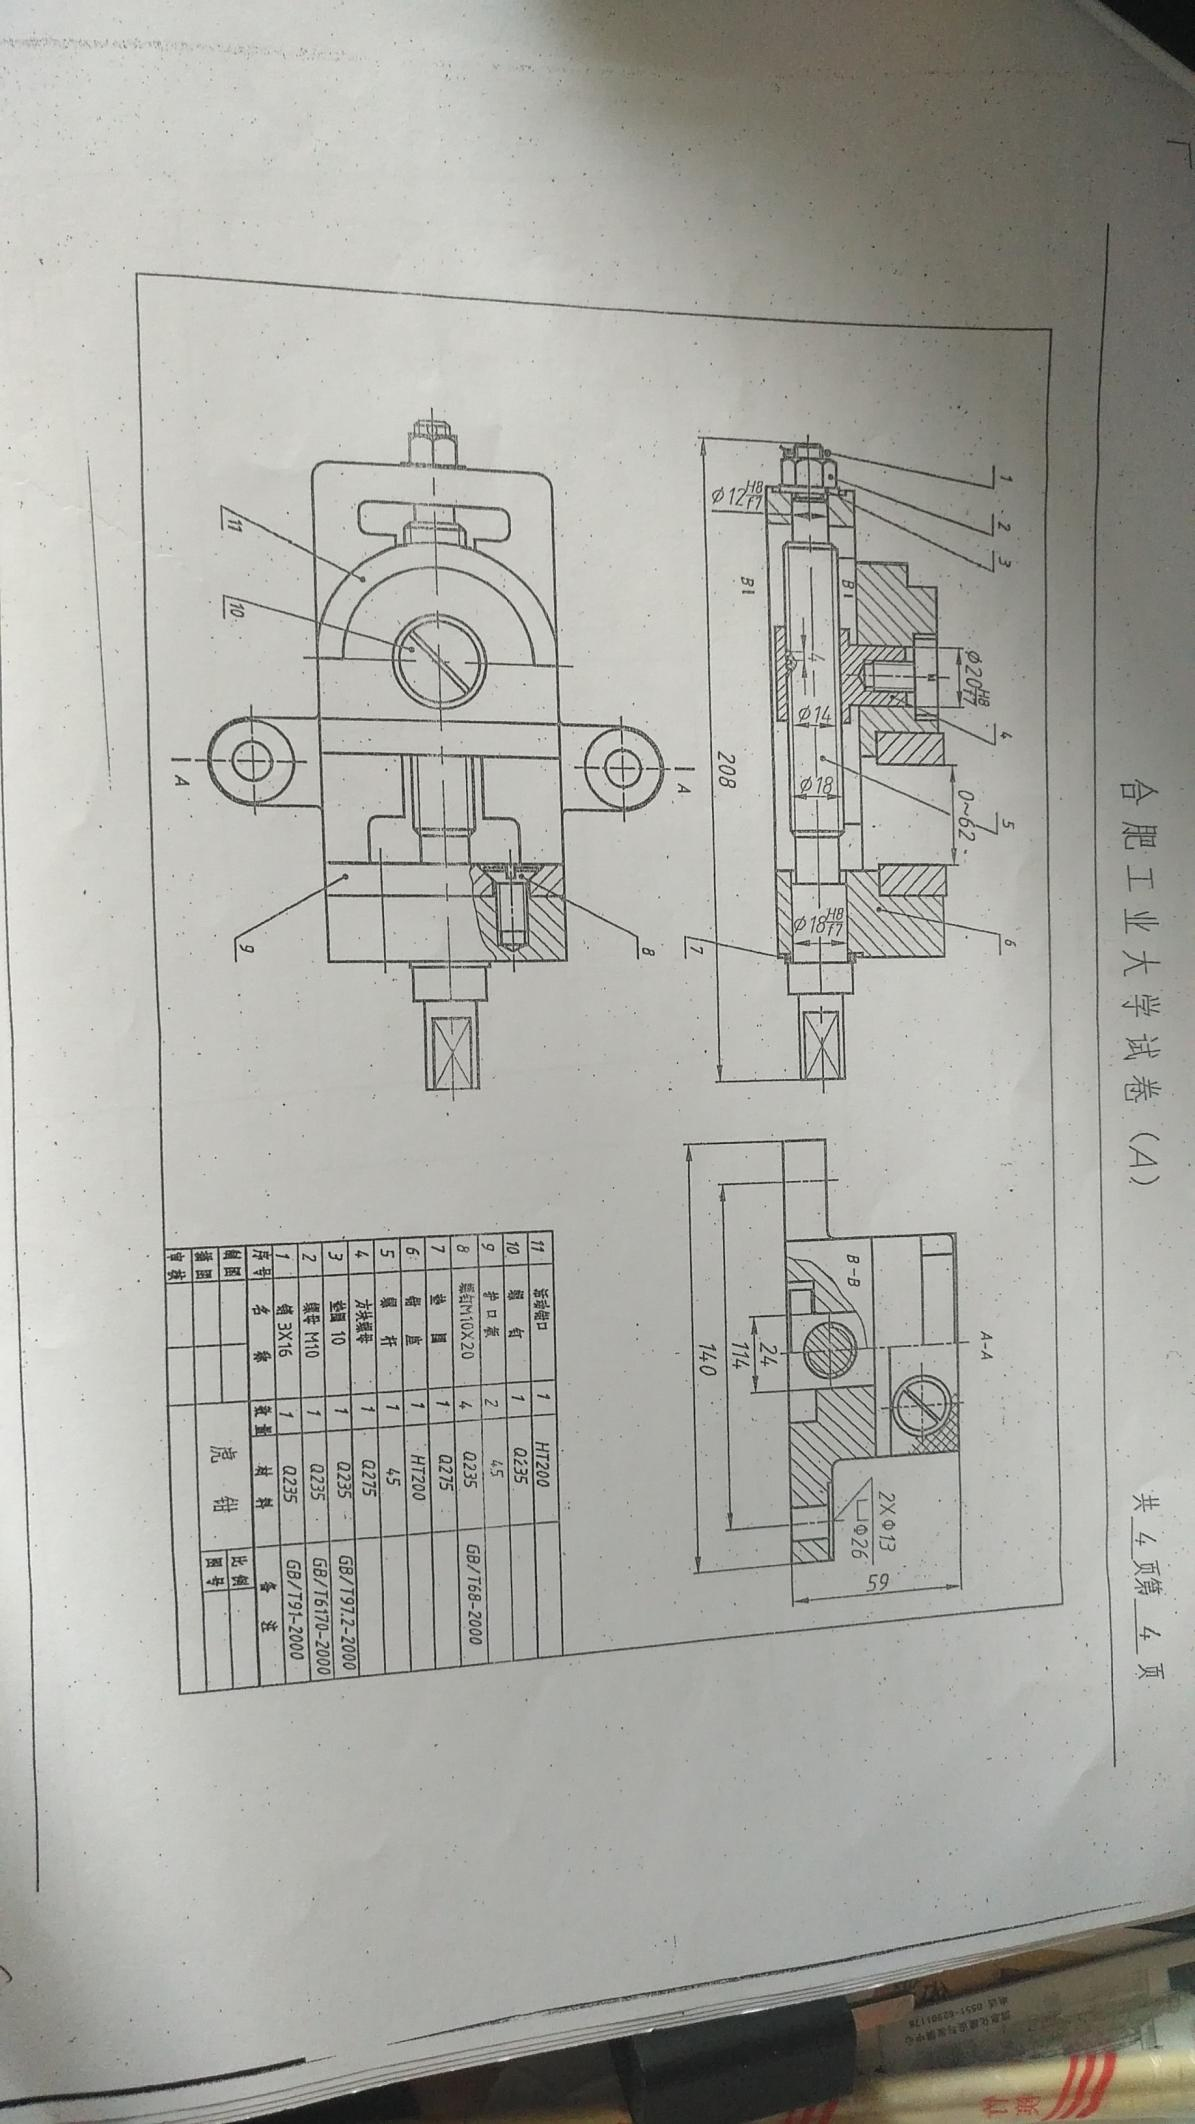 合肥工业大学试卷(A)
共 4 页第 4 页
1
2
3
4
5
6
7
8
9
10
11
φ12 H8/f7
φ20 H8/f7
0~62
B
B
4
φ14
φ18
φ18 H8/f7
208
A
A
A-A
B-B
24
114
140
59
2×Φ13
⌴Φ26
11 活动钳口 1 HT200
10 螺钉 1 Q235
9 护口板 2 45
8 螺钉M10X20 4 Q235 GB/T68-2000
7 垫圈 1 Q275
6 钳座 1 HT200
5 螺杆 1 45
4 方块螺母 1 Q275
3 垫圈 10 1 Q235 GB/T97.2-2000
2 螺母 M10 1 Q235 GB/T6170-2000
1 销 3X16 1 Q235 GB/T91-2000
序号 名称 数量 材料 备注
制图 虎钳 比例
描图 图号
审核